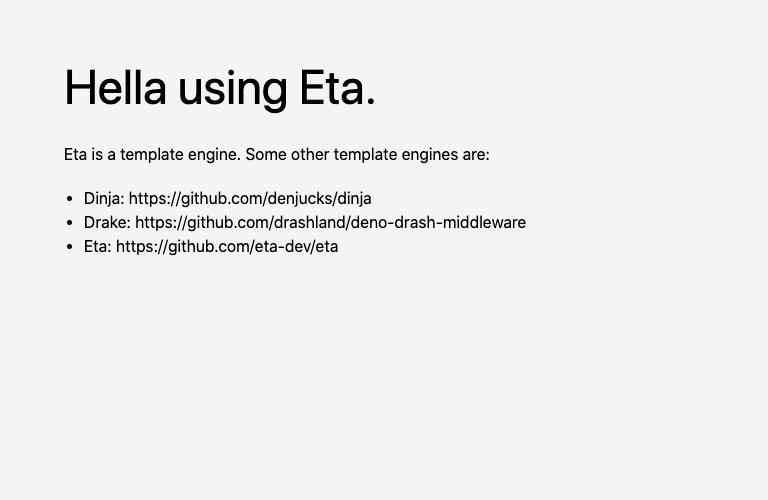 Hella using Eta.
Eta is a template engine. Some other template engines are:
• Dinja: https://github.com/denjucks/dinja
• Drake: https://github.com/drashland/deno-drash-middleware
• Eta: https://github.com/eta-dev/eta